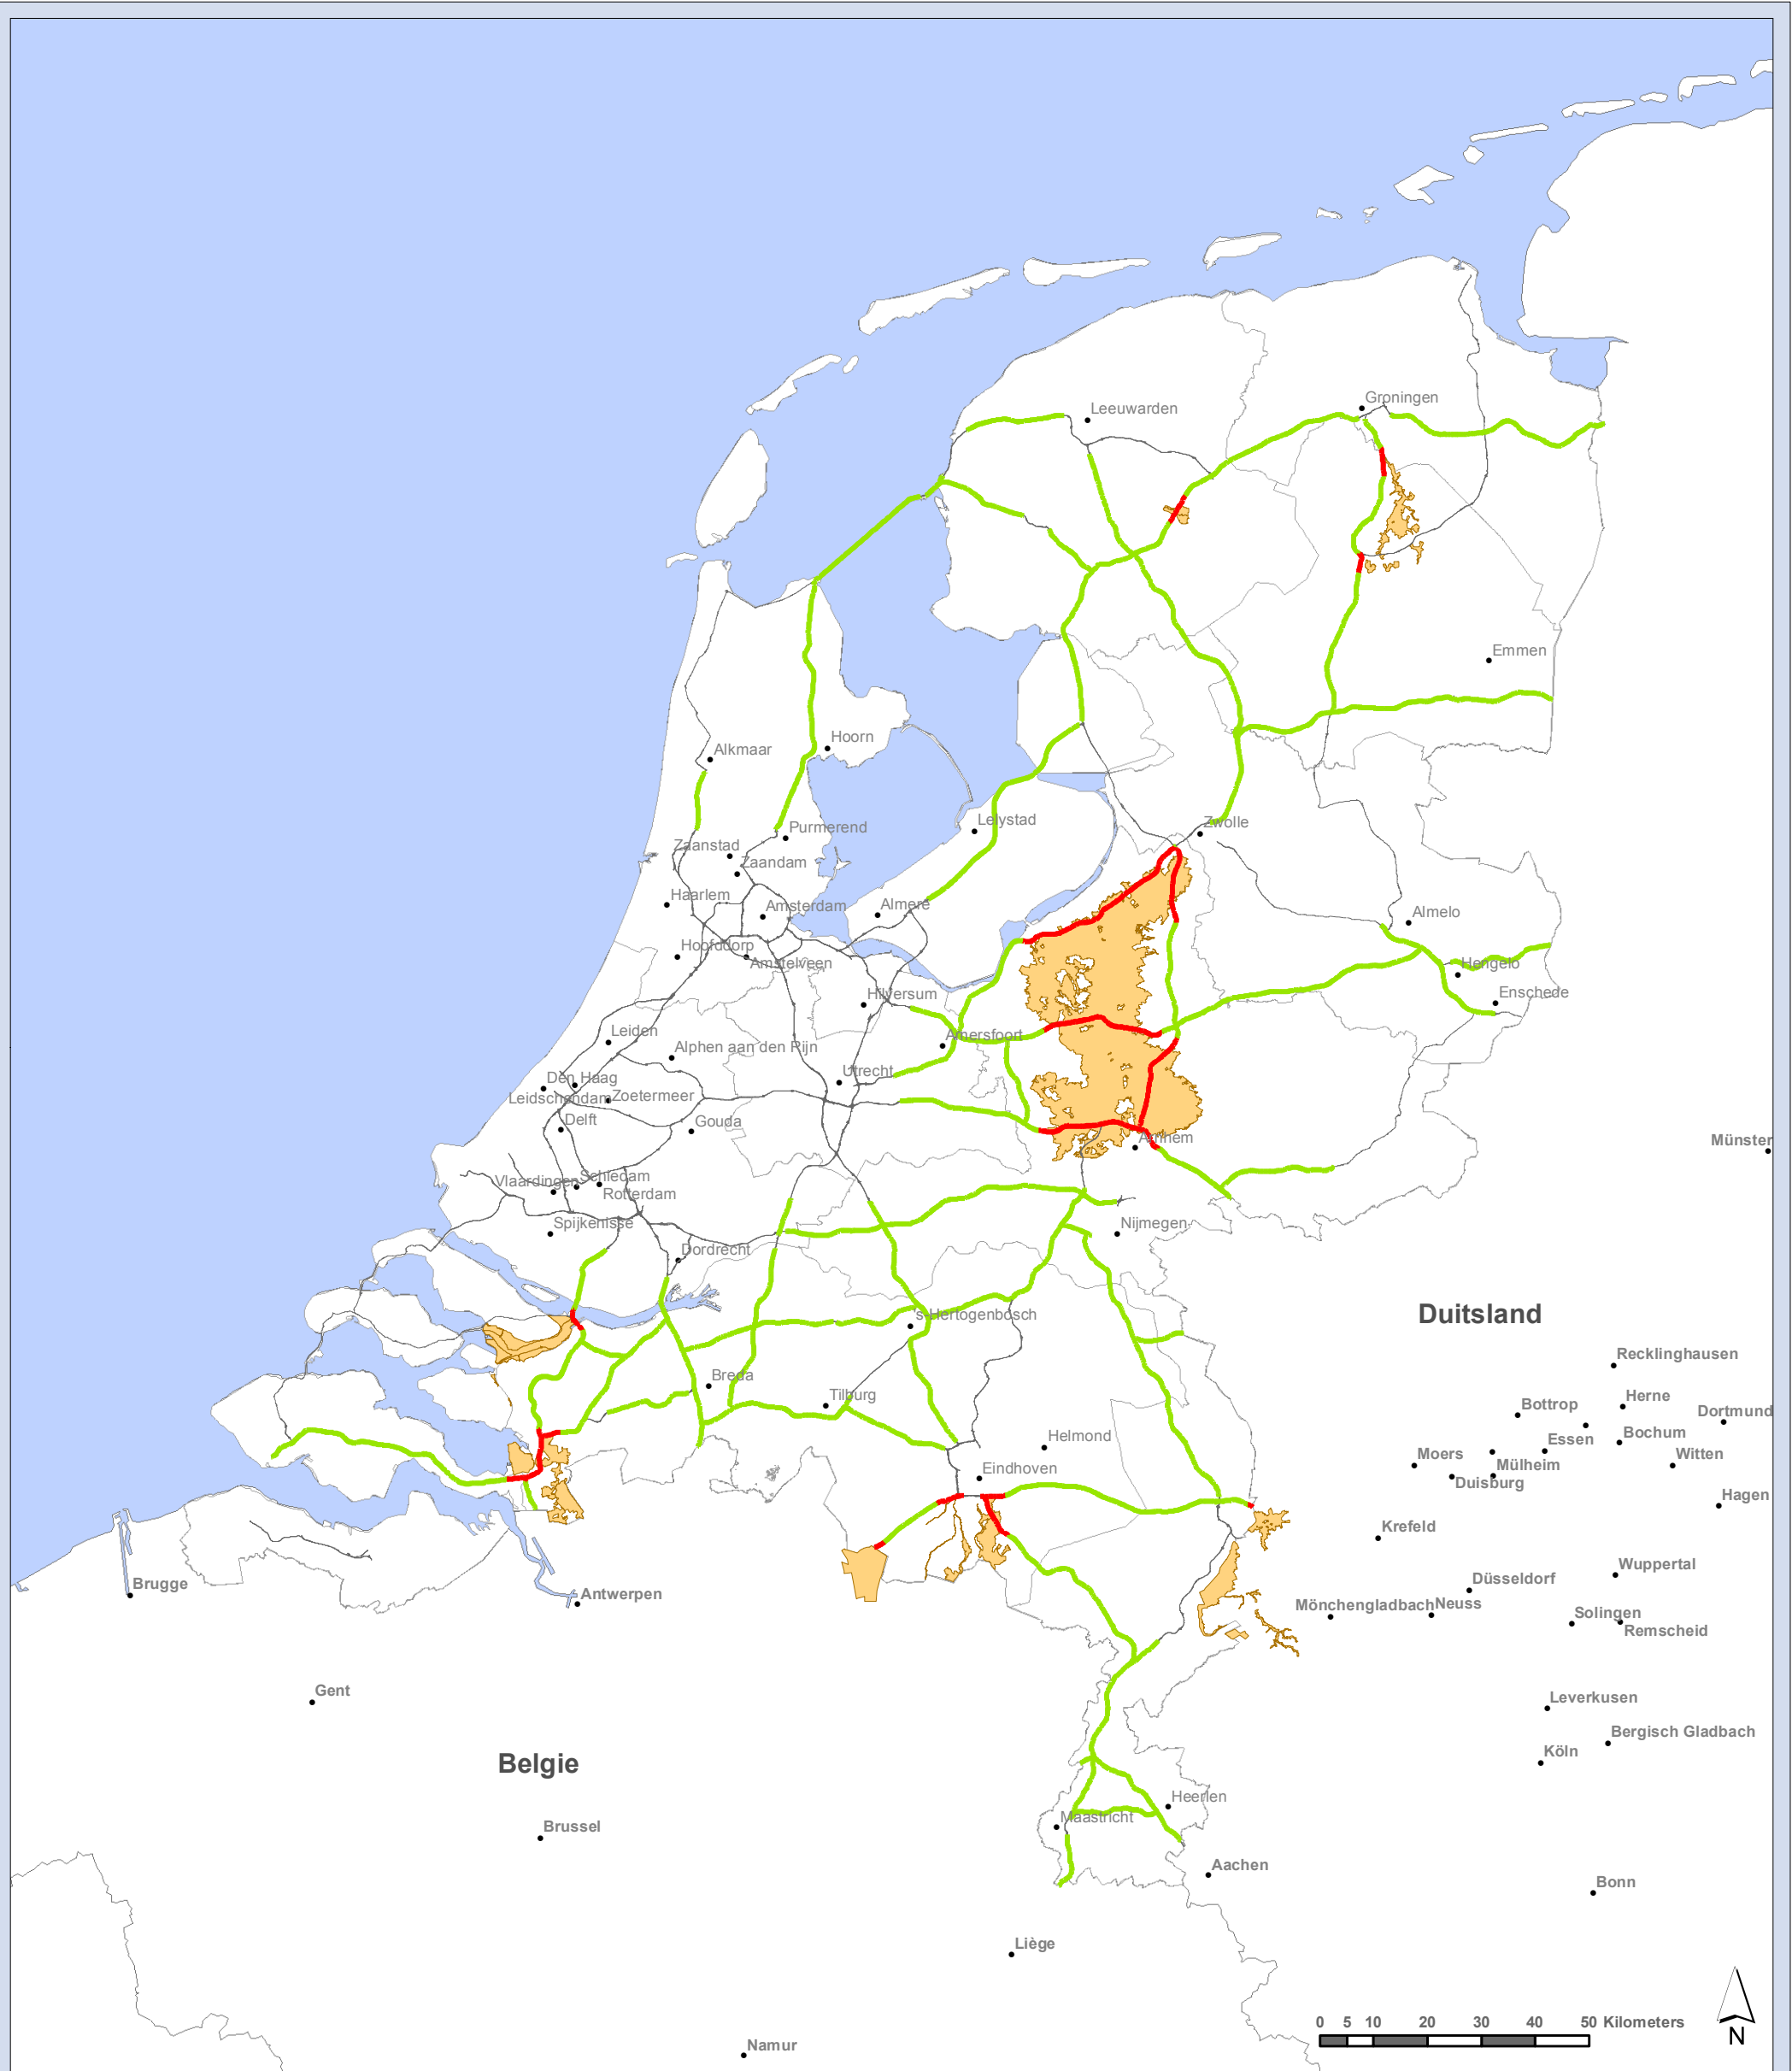 Groningen
Leeuwarden
Emmen
Hoorn
Alkmaar
Lelystad
Zwolle
Purmerend
Zaanstad
Zaandam
Haarlem
Amsterdam
Almere
Almelo
Hoofddorp
Amstelveen
Hengelo
Hilversum
Enschede
Leiden
Amersfoort
Alphen aan den Rijn
Utrecht
Den Haag
Leidschendam
Zoetermeer
Delft
Gouda
Arnhem
Münster
Vlaardingen
Schiedam
Rotterdam
Spijkenisse
Nijmegen
Dordrecht
's-Hertogenbosch
Duitsland
Recklinghausen
Breda
Tilburg
Bottrop
Herne
Dortmund
Helmond
Essen
Bochum
Moers
Mülheim
Witten
Eindhoven
Duisburg
Hagen
Krefeld
Brugge
Antwerpen
Wuppertal
Düsseldorf
Mönchengladbach
Neuss
Solingen
Remscheid
Gent
Leverkusen
Bergisch Gladbach
Köln
Belgie
Heerlen
Maastricht
Brussel
Aachen
Bonn
Liège
0 5 10 20 30 40 50 Kilometers
N
Namur